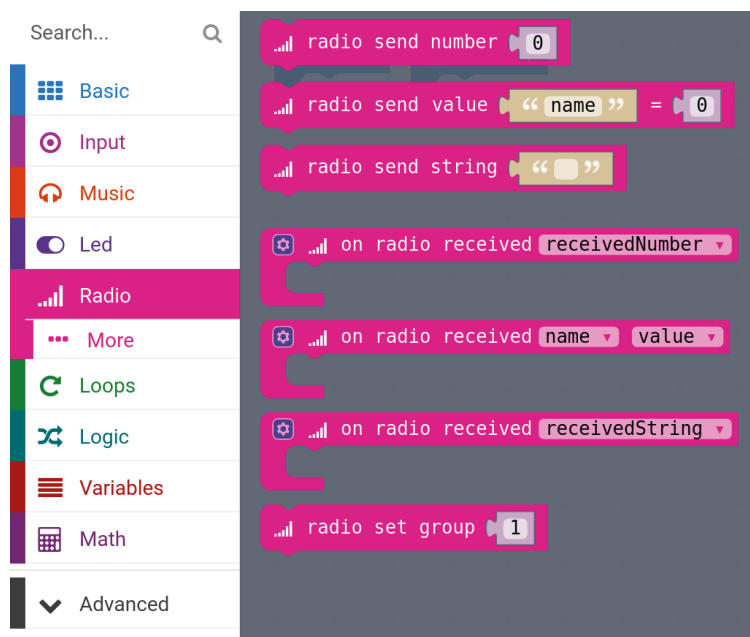 Search...
Basic
Input
Music
Led
Radio
More
Loops
Logic
Variables
Math
Advanced
radio send number 0
radio send value “ name ” = 0
radio send string “ ”
on radio received receivedNumber
on radio received name value
on radio received receivedString
radio set group 1